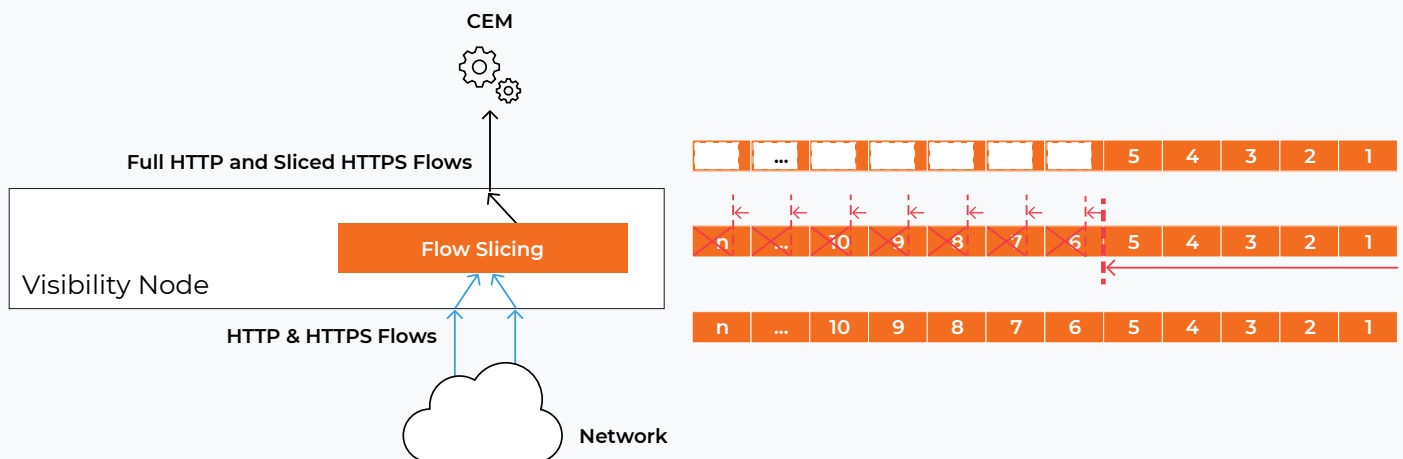 CEM
Full HTTP and Sliced HTTPS Flows
Flow Slicing
Visibility Node
HTTP & HTTPS Flows
Network
... 5 4 3 2 1
n ... 10 9 8 7 6 5 4 3 2 1
n ... 10 9 8 7 6 5 4 3 2 1